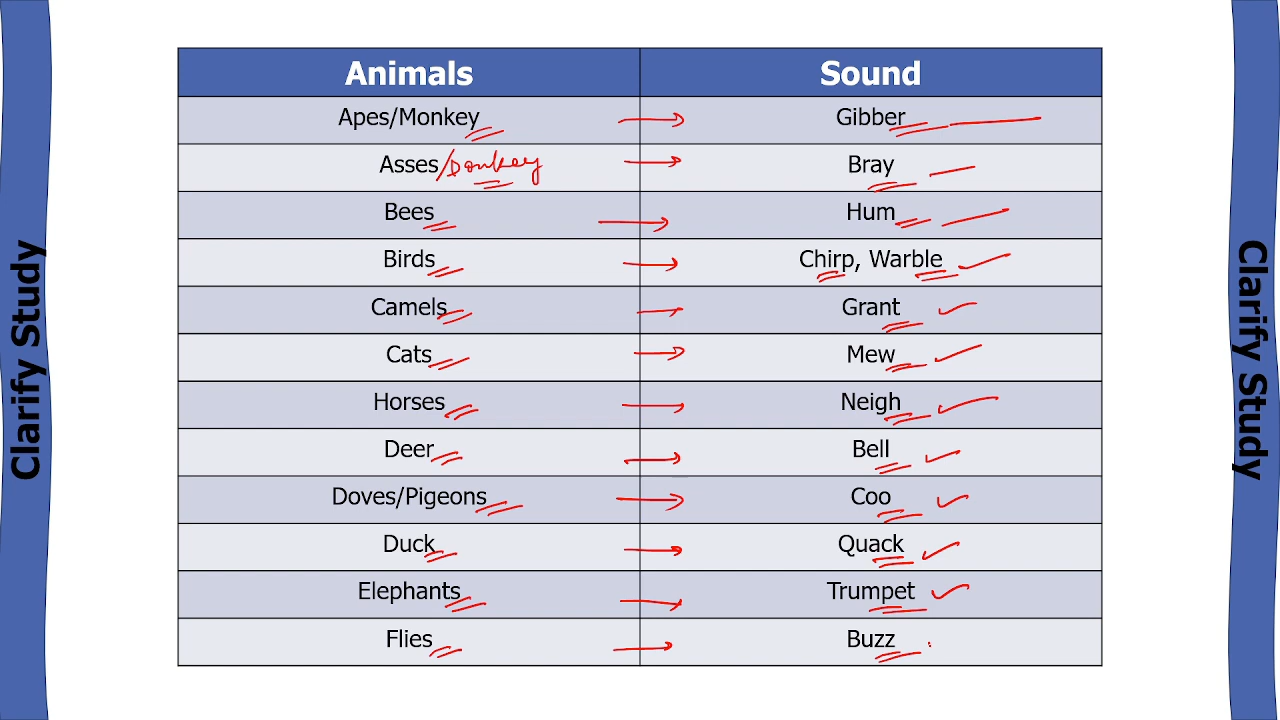 Clarify Study
Animals Sound
Apes/Monkey Gibber
Asses/Donkey Bray
Bees Hum
Birds Chirp, Warble
Camels Grant
Cats Mew
Horses Neigh
Deer Bell
Doves/Pigeons Coo
Duck Quack
Elephants Trumpet
Flies Buzz
Clarify Study